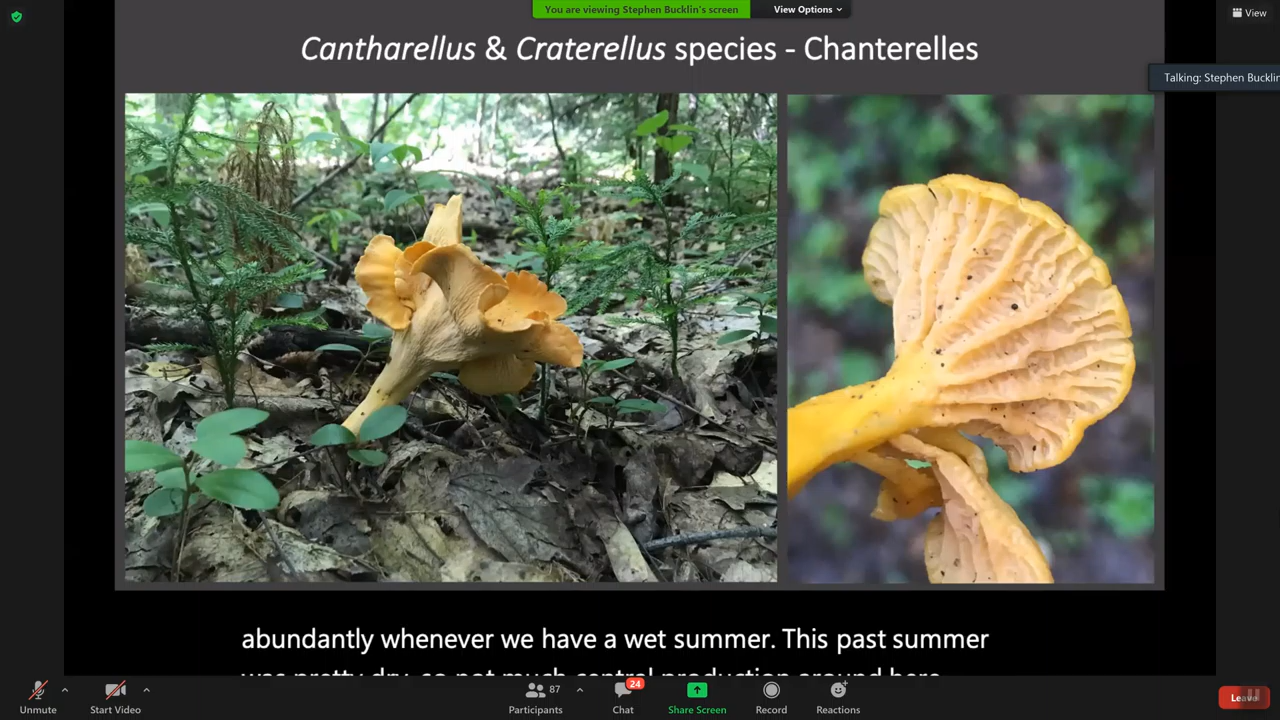 You are viewing Stephen Bucklin's screen
View Options
View
Cantharellus & Craterellus species - Chanterelles
Talking: Stephen Bucklin
abundantly whenever we have a wet summer. This past summer
was pretty dry, so not much central production around here.
Unmute
Start Video
87
Participants
24
Chat
Share Screen
Record
Reactions
Leave